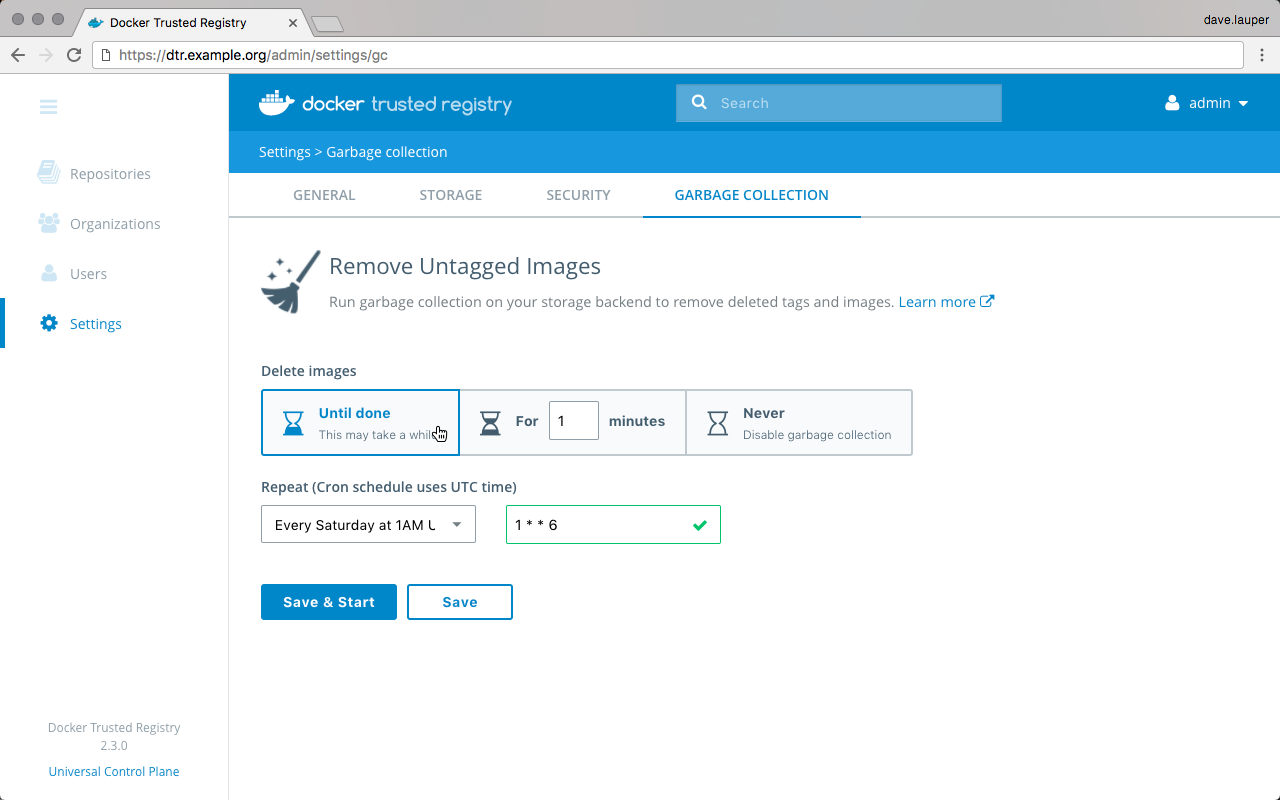 Docker Trusted Registry
dave.lauper
https://dtr.example.org/admin/settings/gc
docker trusted registry
Search
admin
Settings > Garbage collection
Repositories
Organizations
Users
Settings
GENERAL STORAGE SECURITY GARBAGE COLLECTION
Remove Untagged Images
Run garbage collection on your storage backend to remove deleted tags and images. Learn more
Delete images
Until done
This may take a whil
For 1 minutes
Never
Disable garbage collection
Repeat (Cron schedule uses UTC time)
Every Saturday at 1AM U
1 * * 6
Save & Start
Save
Docker Trusted Registry
2.3.0
Universal Control Plane